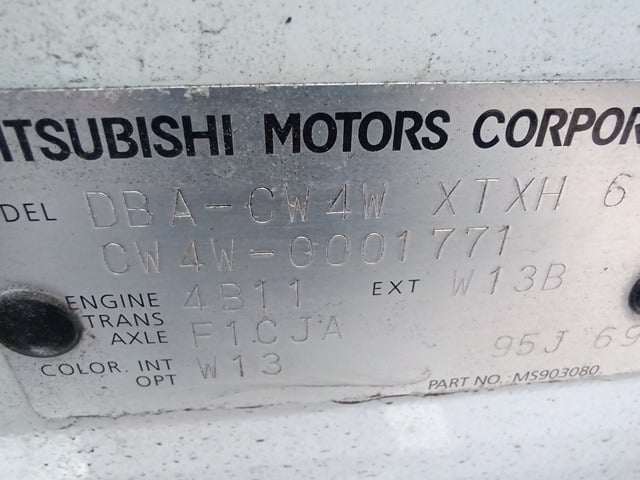 MITSUBISHI MOTORS CORPOR
DEL DBA-CW4W XTXH 6
CW4W-0001771
ENGINE 4B11 EXT W13B
TRANS
AXLE F1CJA
95J 69
COLOR. INT W13
OPT
PART NO. MS903080.